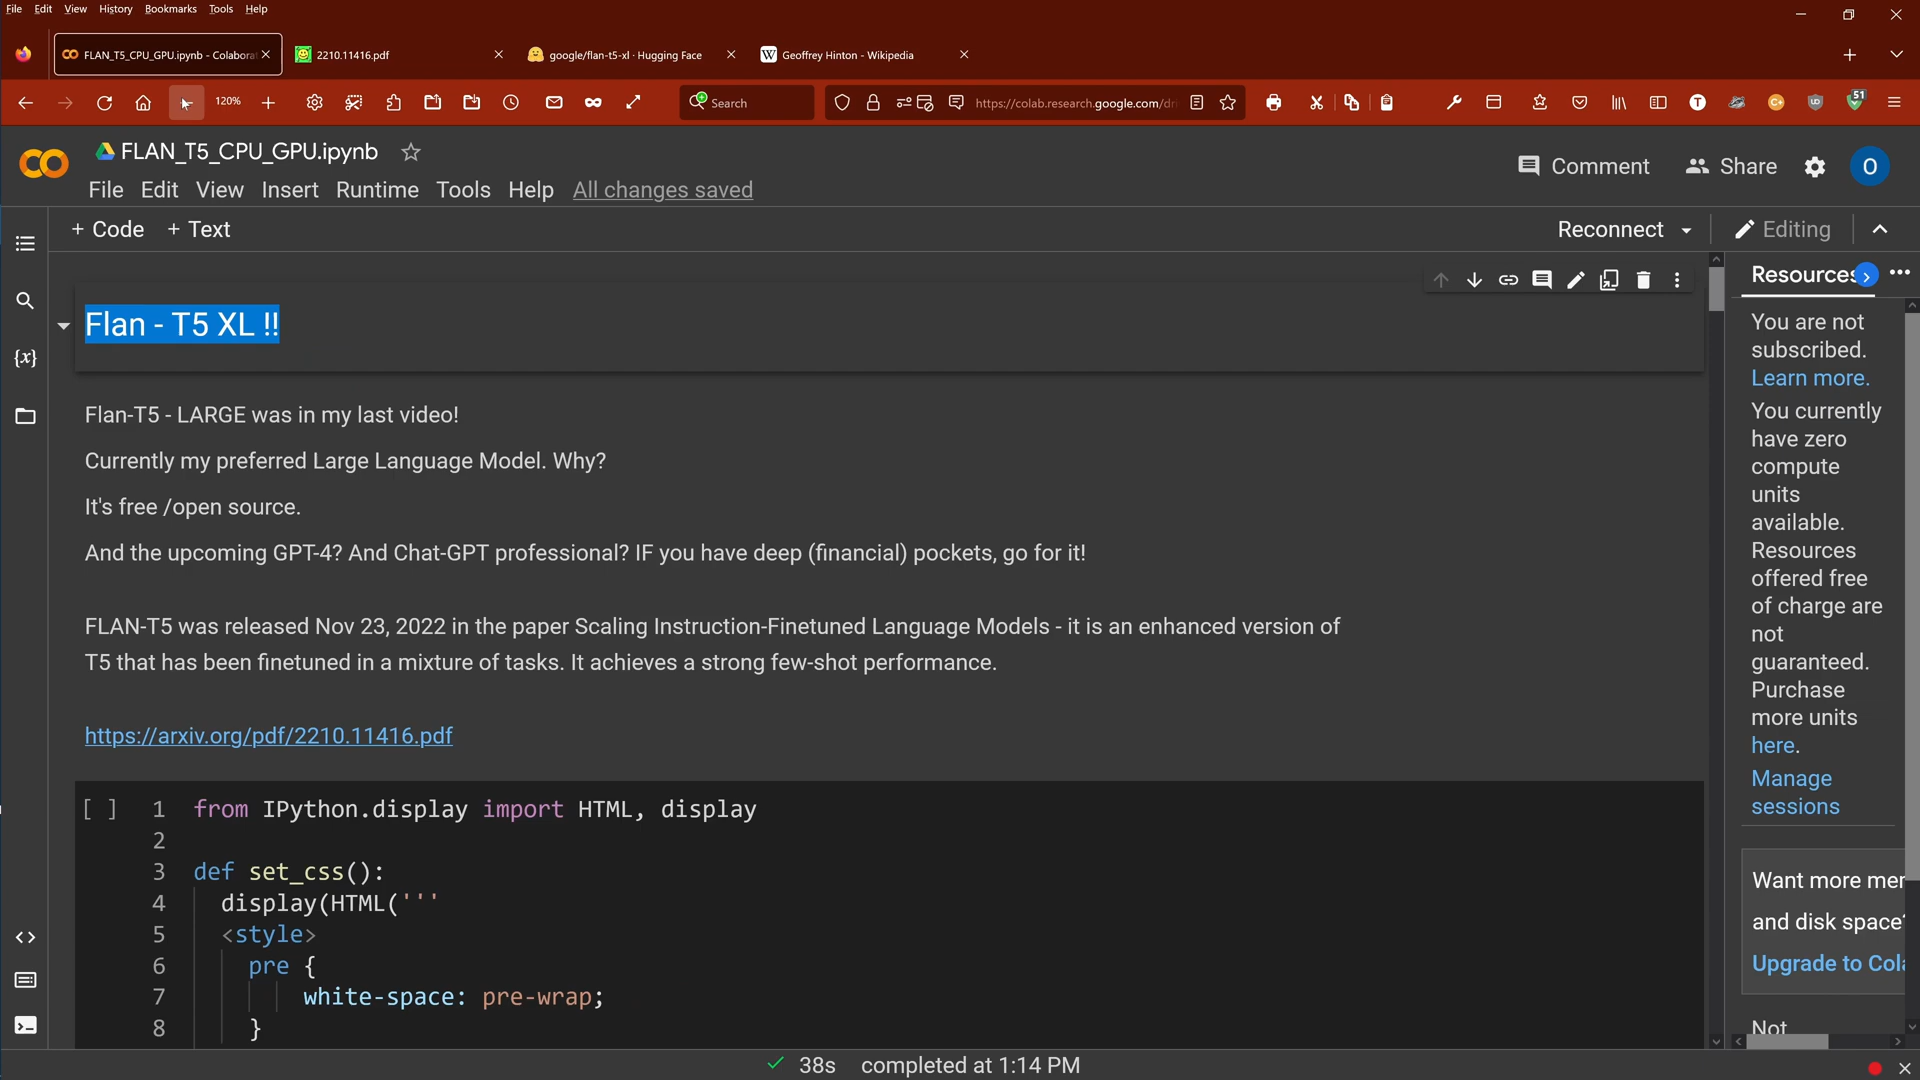 File Edit View History Bookmarks Tools Help
FLAN_T5_CPU_GPU.ipynb - Colabora
2210.11416.pdf
google/flan-t5-xl · Hugging Face
W Geoffrey Hinton - Wikipedia
120%
Search
https://colab.research.google.com/dri
51
FLAN_T5_CPU_GPU.ipynb
Comment
Share
O
File Edit View Insert Runtime Tools Help All changes saved
+ Code + Text
Reconnect
Editing
Flan - T5 XL !!
Flan-T5 - LARGE was in my last video!
Currently my preferred Large Language Model. Why?
It's free /open source.
And the upcoming GPT-4? And Chat-GPT professional? IF you have deep (financial) pockets, go for it!
FLAN-T5 was released Nov 23, 2022 in the paper Scaling Instruction-Finetuned Language Models - it is an enhanced version of
T5 that has been finetuned in a mixture of tasks. It achieves a strong few-shot performance.
https://arxiv.org/pdf/2210.11416.pdf
[ ] 1 from IPython.display import HTML, display
2
3 def set_css():
4 display(HTML('''
5 <style>
6 pre {
7 white-space: pre-wrap;
8 }
Resources
You are not
subscribed.
Learn more.
You currently
have zero
compute
units
available.
Resources
offered free
of charge are
not
guaranteed.
Purchase
more units
here.
Manage
sessions
Want more mer
and disk space?
Upgrade to Cola
Not
38s completed at 1:14 PM